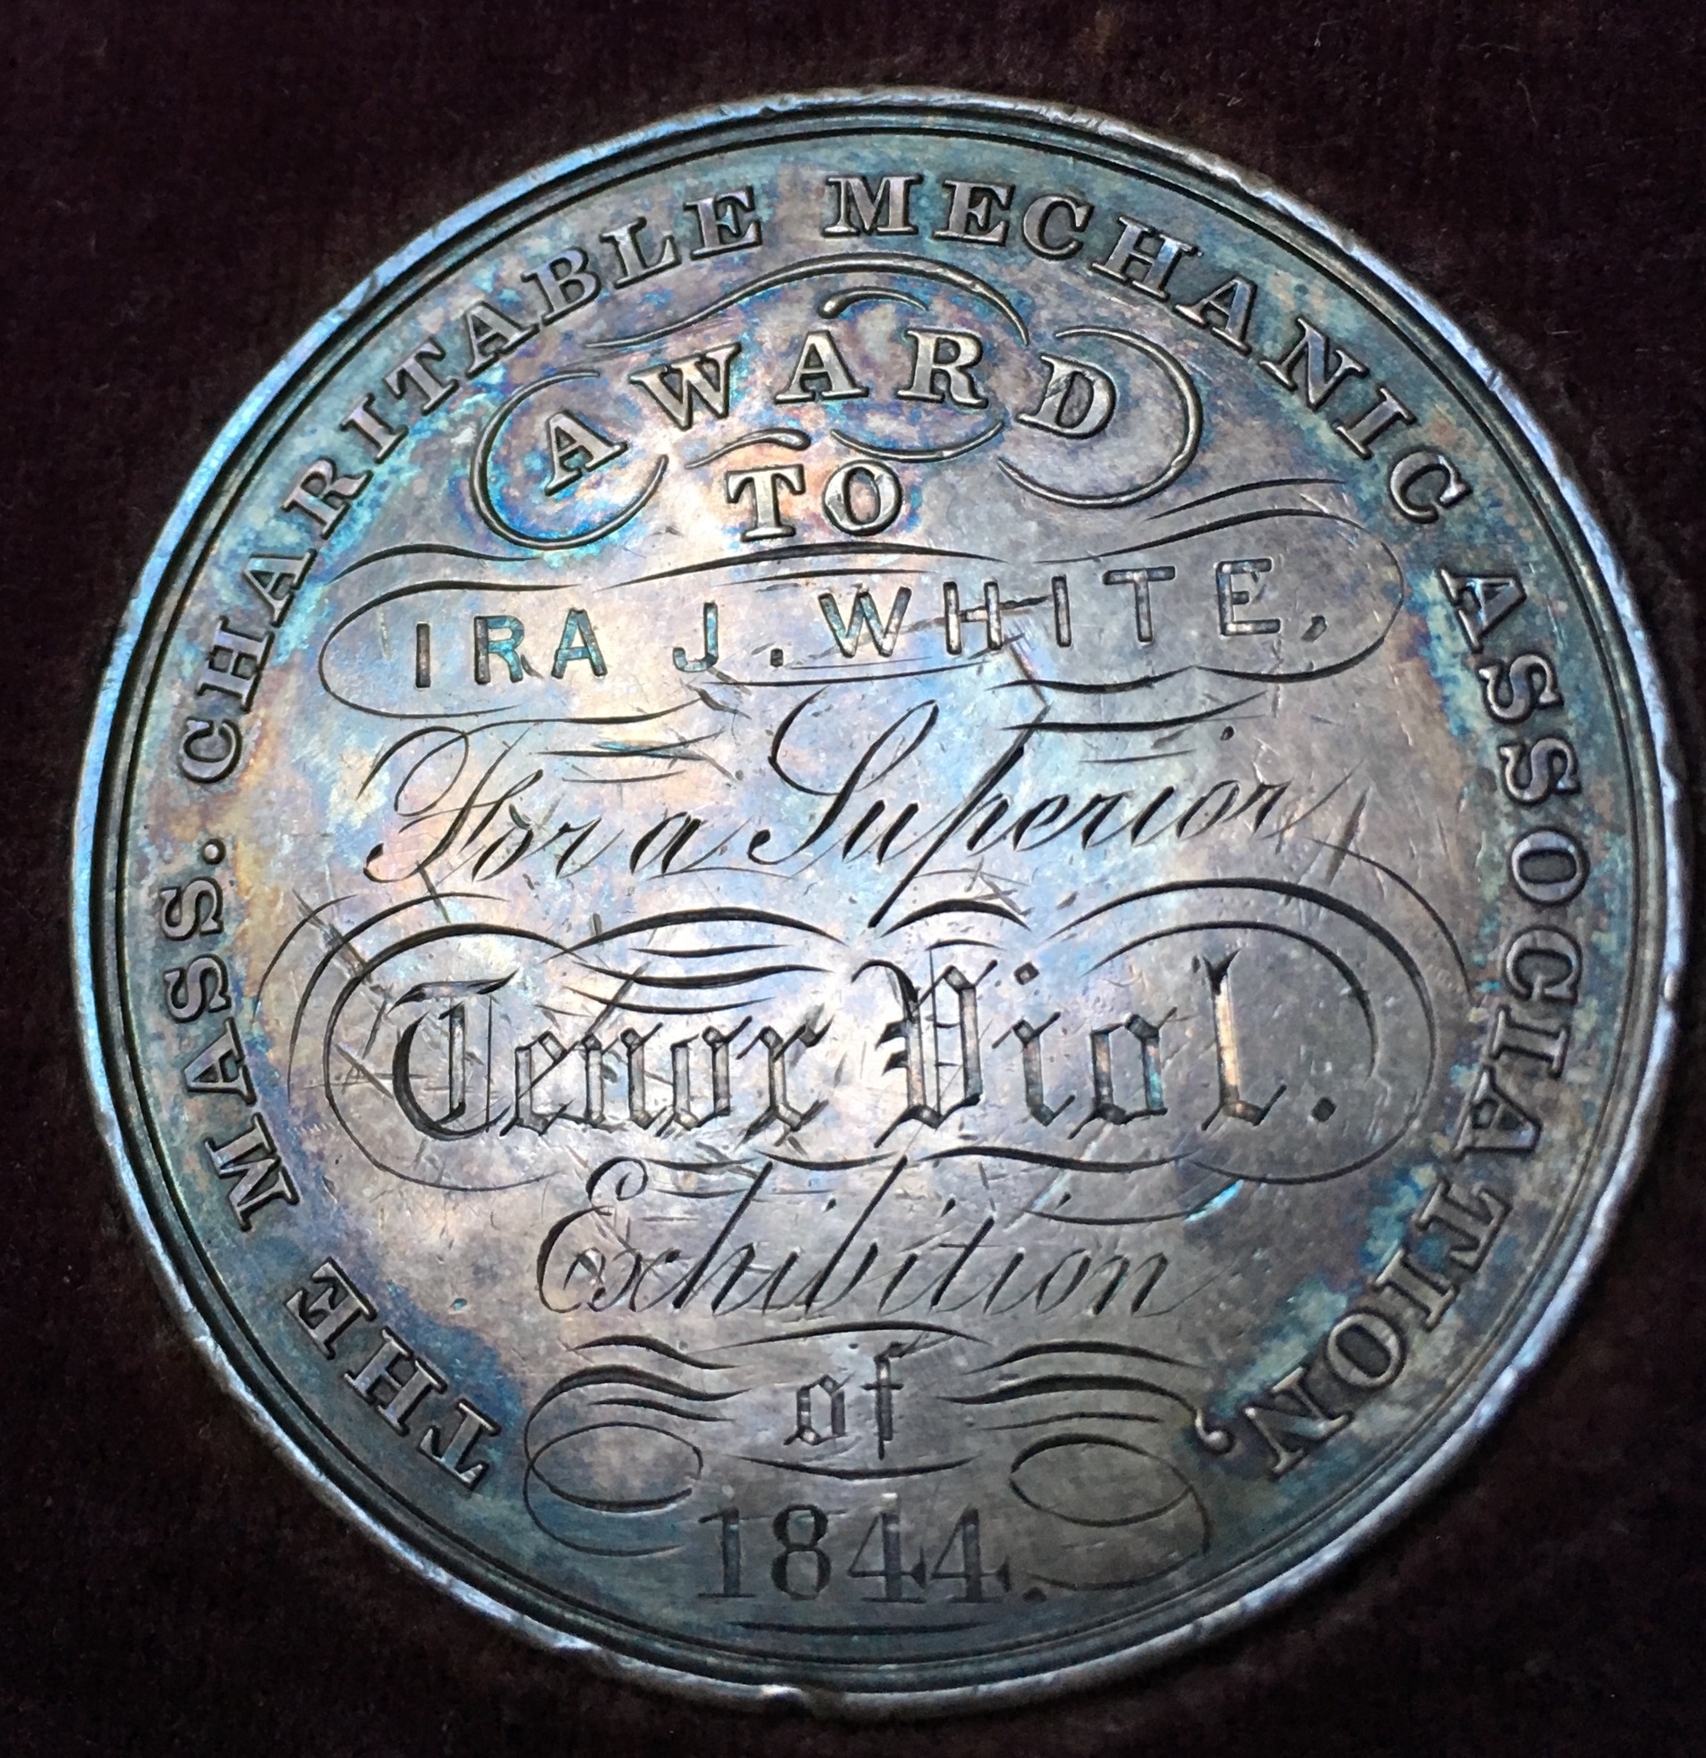 THE MASS. CHARITABLE MECHANIC ASSOCIATION,
AWARD
TO
IRA J. WHITE,
For a Superior
Tenor Viol.
Exhibition
of
1844.